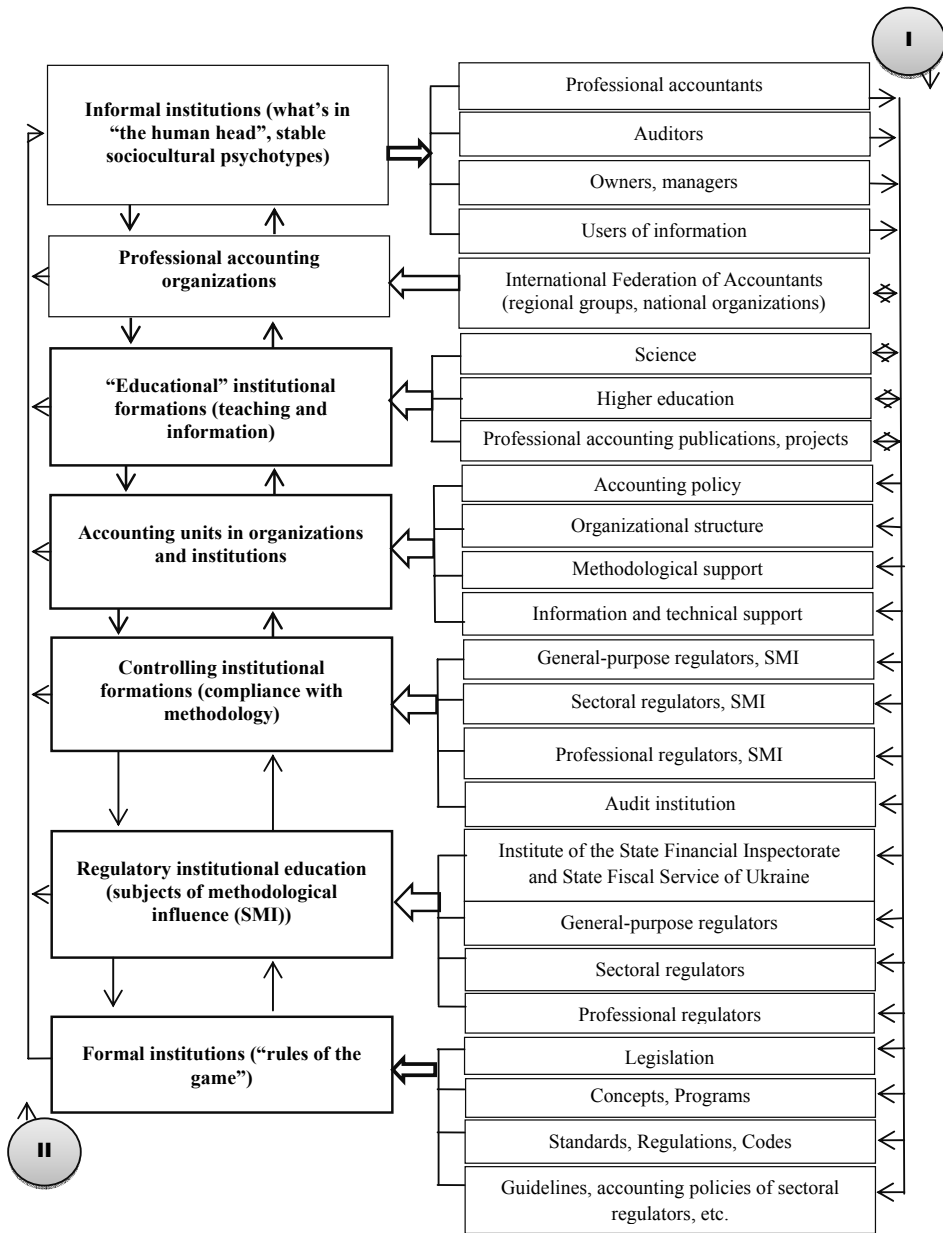 I
Informal institutions (what’s in
“the human head”, stable
sociocultural psychotypes)
Professional accountants
Auditors
Owners, managers
Users of information
Professional accounting
organizations
International Federation of Accountants
(regional groups, national organizations)
“Educational” institutional
formations (teaching and
information)
Science
Higher education
Professional accounting publications, projects
Accounting units in organizations
and institutions
Accounting policy
Organizational structure
Methodological support
Information and technical support
Controlling institutional
formations (compliance with
methodology)
General-purpose regulators, SMI
Sectoral regulators, SMI
Professional regulators, SMI
Audit institution
Regulatory institutional education
(subjects of methodological
influence (SMI))
Institute of the State Financial Inspectorate
and State Fiscal Service of Ukraine
General-purpose regulators
Sectoral regulators
Professional regulators
Formal institutions (“rules of the
game”)
Legislation
Concepts, Programs
Standards, Regulations, Codes
Guidelines, accounting policies of sectoral
regulators, etc.
II